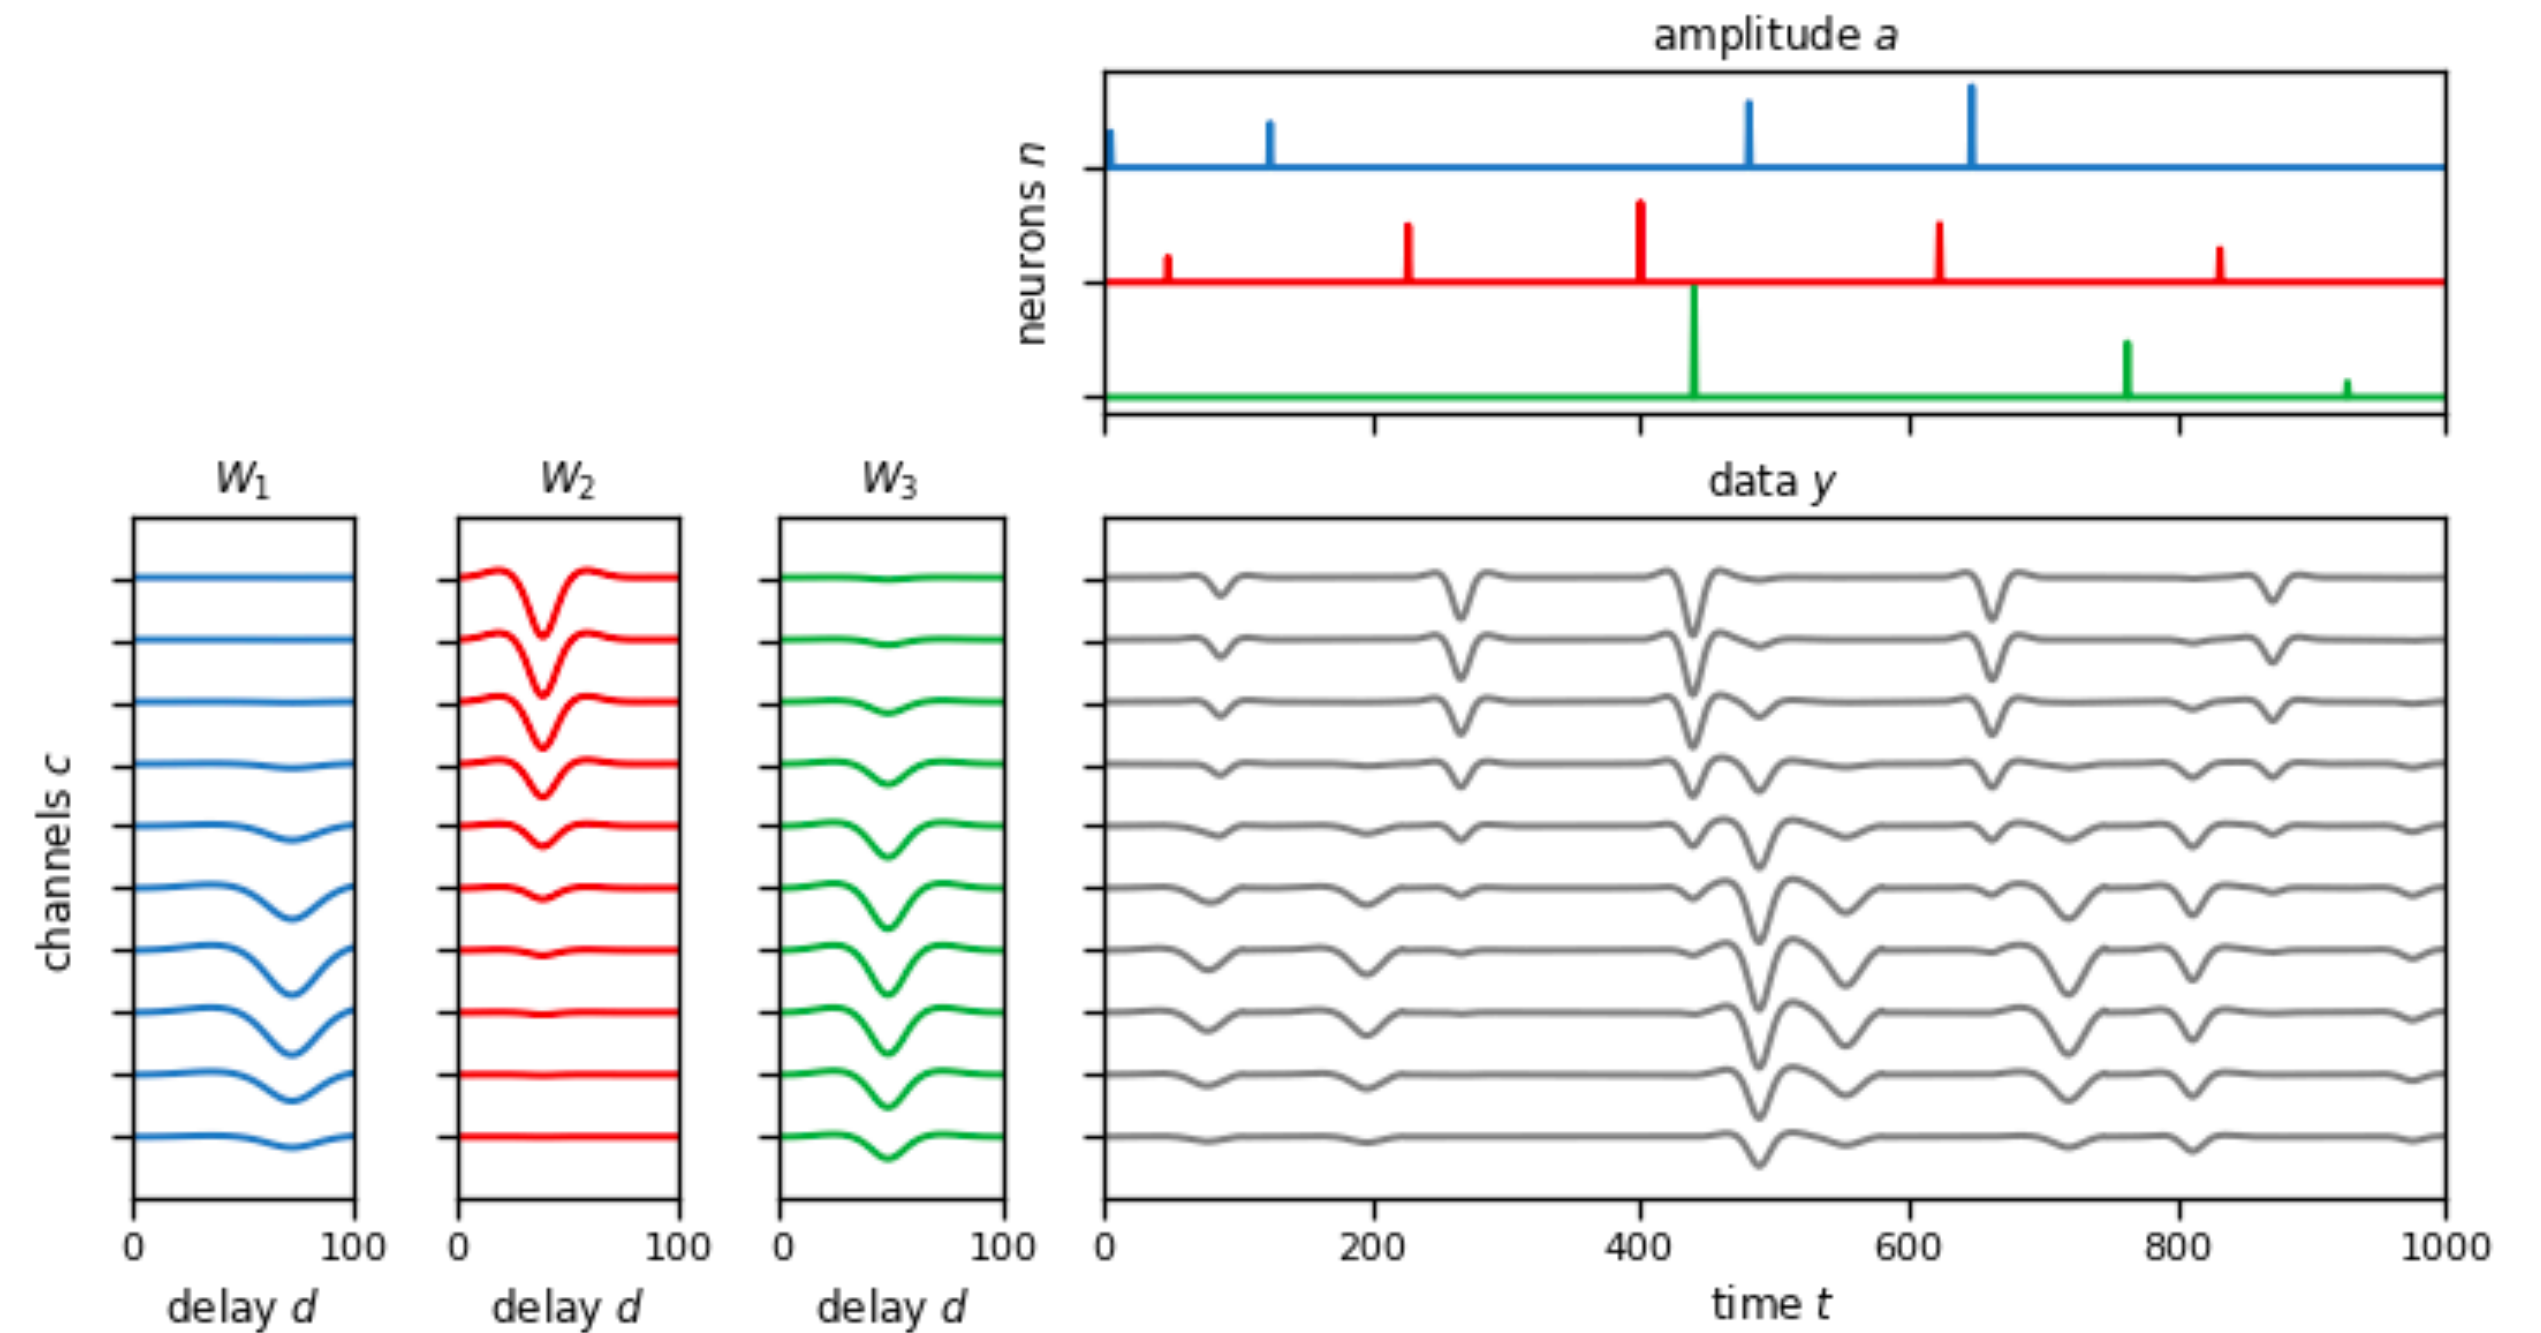 amplitude a
neurons n
W1
W2
W3
data y
channels c
0 100
0 100
0 100
0 200 400 600 800 1000
delay d
delay d
delay d
time t